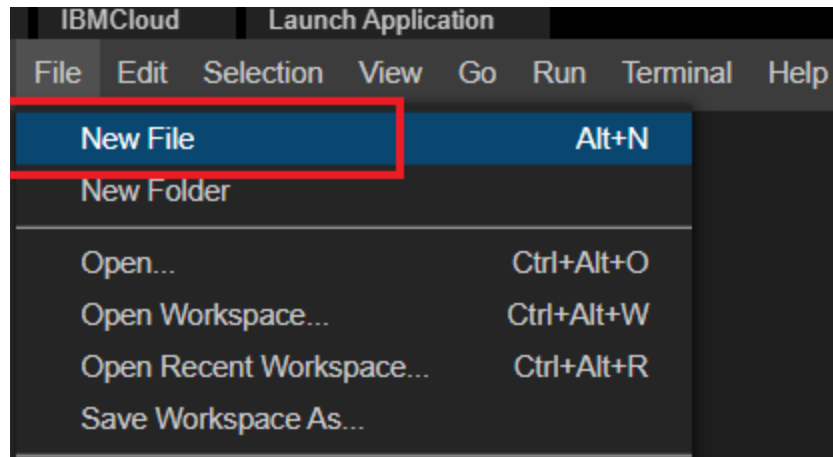 IBMCloud Launch Application
File Edit Selection View Go Run Terminal Help
New File Alt+N
New Folder
Open... Ctrl+Alt+O
Open Workspace... Ctrl+Alt+W
Open Recent Workspace... Ctrl+Alt+R
Save Workspace As...